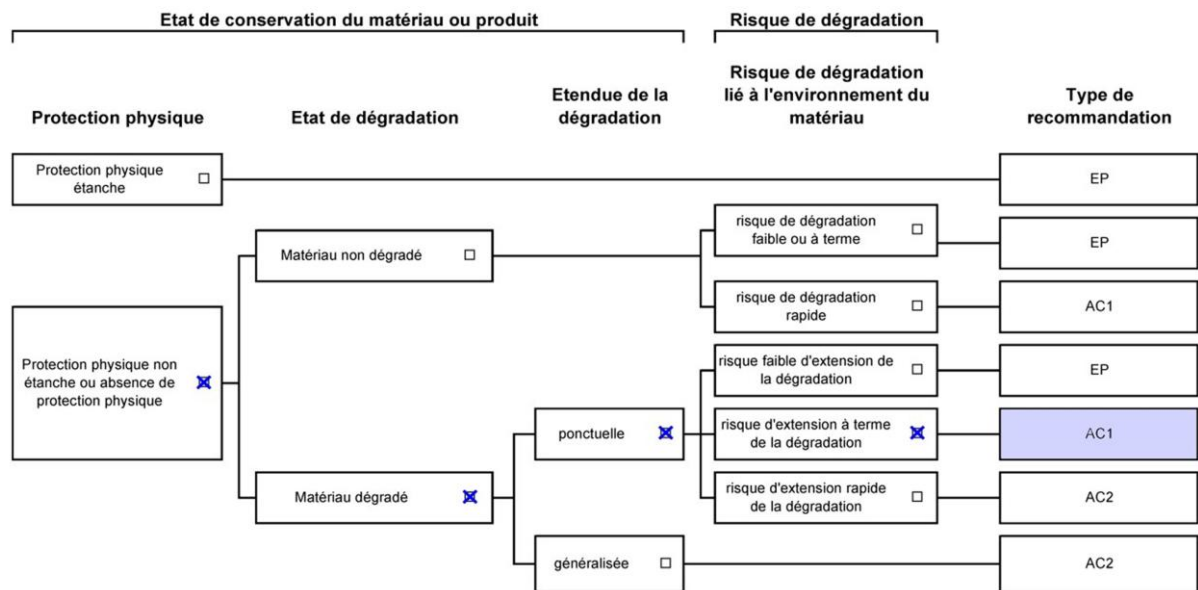 Etat de conservation du matériau ou produit
Risque de dégradation
Protection physique
Etat de dégradation
Etendue de la
dégradation
Risque de dégradation
lié à l'environnement du
matériau
Type de
recommandation
Protection physique
étanche
EP
Matériau non dégradé
risque de dégradation
faible ou à terme
EP
risque de dégradation
rapide
AC1
Protection physique non
étanche ou absence de
protection physique
risque faible d'extension de
la dégradation
EP
ponctuelle
risque d'extension à terme
de la dégradation
AC1
Matériau dégradé
risque d'extension rapide
de la dégradation
AC2
généralisée
AC2